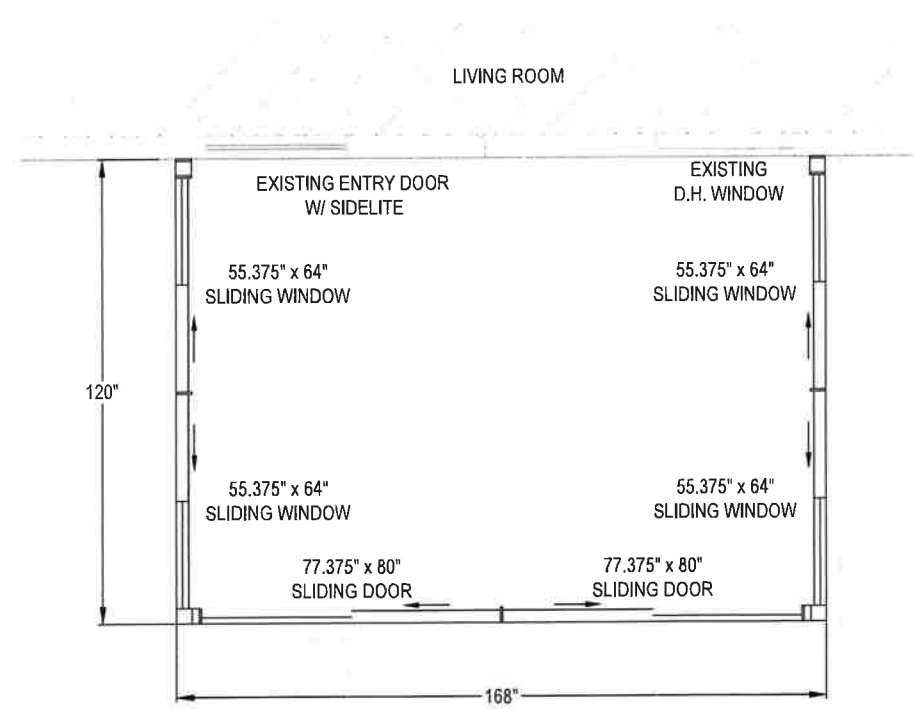 LIVING ROOM
EXISTING ENTRY DOOR
W/ SIDELITE
EXISTING
D.H. WINDOW
55.375" x 64"
SLIDING WINDOW
55.375" x 64"
SLIDING WINDOW
120"
55.375" x 64"
SLIDING WINDOW
55.375" x 64"
SLIDING WINDOW
77.375" x 80"
SLIDING DOOR
77.375" x 80"
SLIDING DOOR
168"